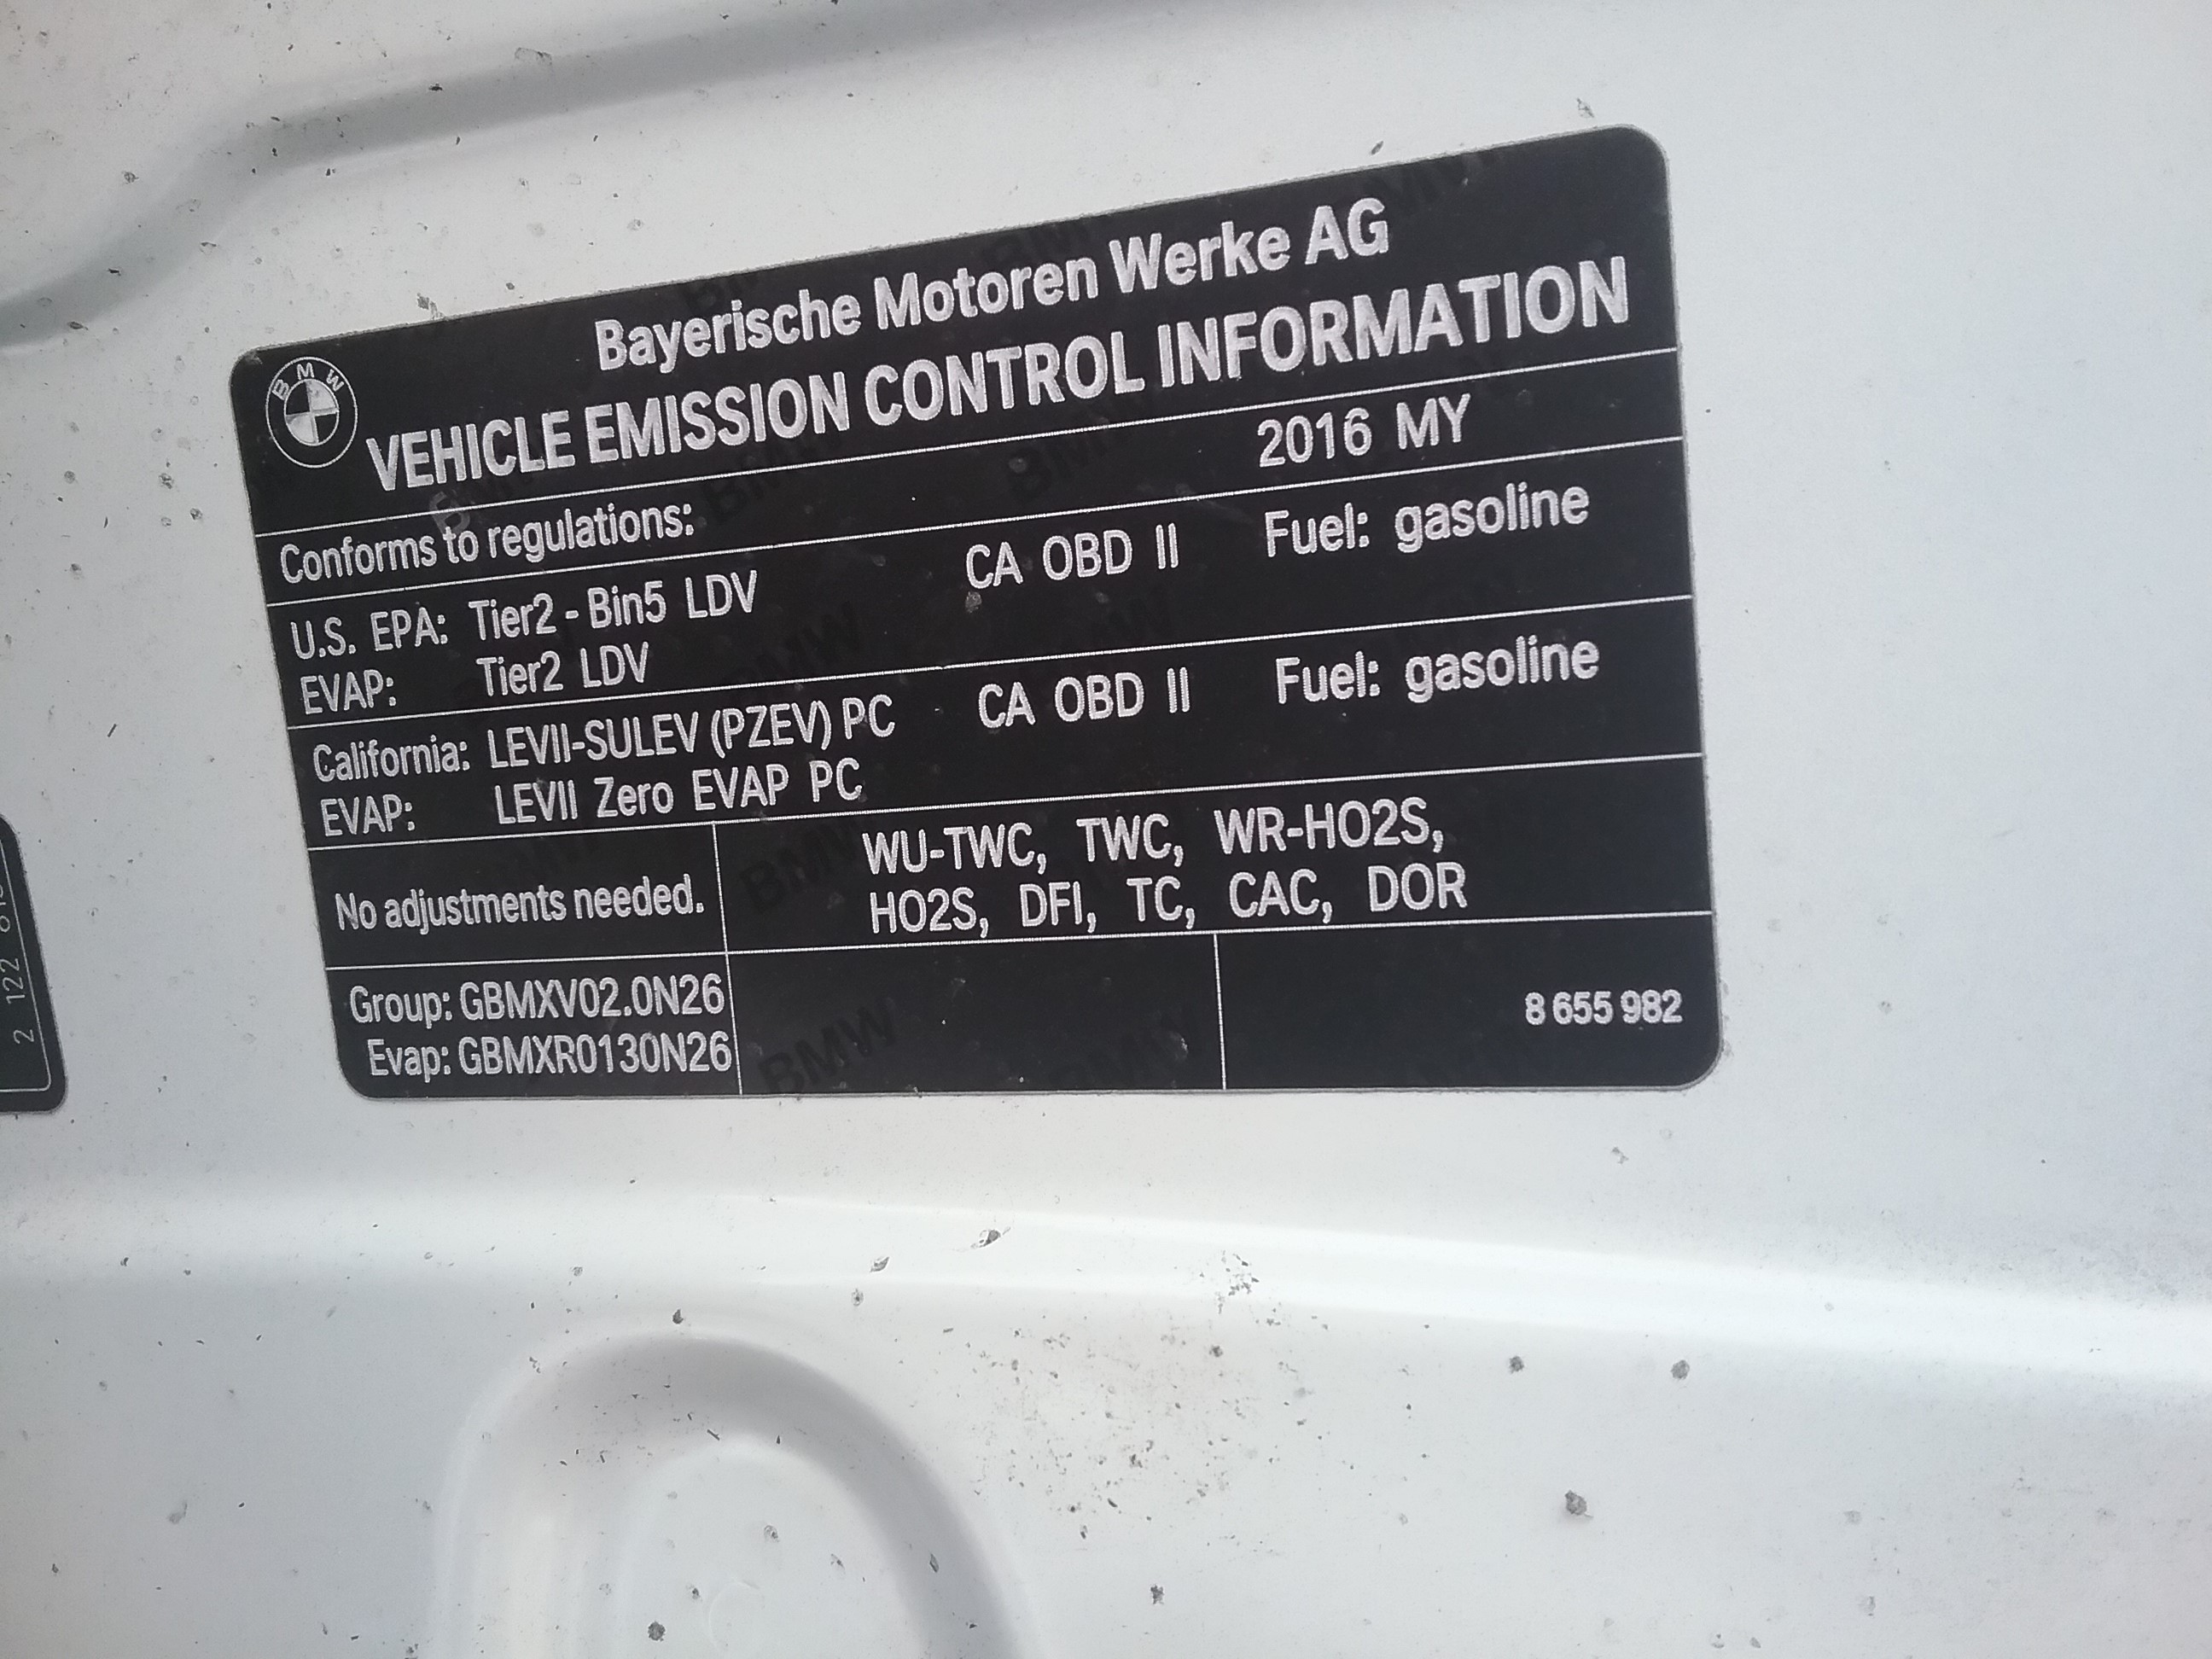 Bayerische Motoren Werke AG
BMW
VEHICLE EMISSION CONTROL INFORMATION
Conforms to regulations: 2016 MY
U.S. EPA: Tier2 - Bin5 LDV CA OBD II Fuel: gasoline
EVAP: Tier2 LDV
California: LEVII-SULEV (PZEV) PC CA OBD II Fuel: gasoline
EVAP: LEVII Zero EVAP PC
No adjustments needed.
WU-TWC, TWC, WR-HO2S,
HO2S, DFI, TC, CAC, DOR
Group: GBMXV02.0N26
Evap: GBMXR0130N26
8 655 982
2 122